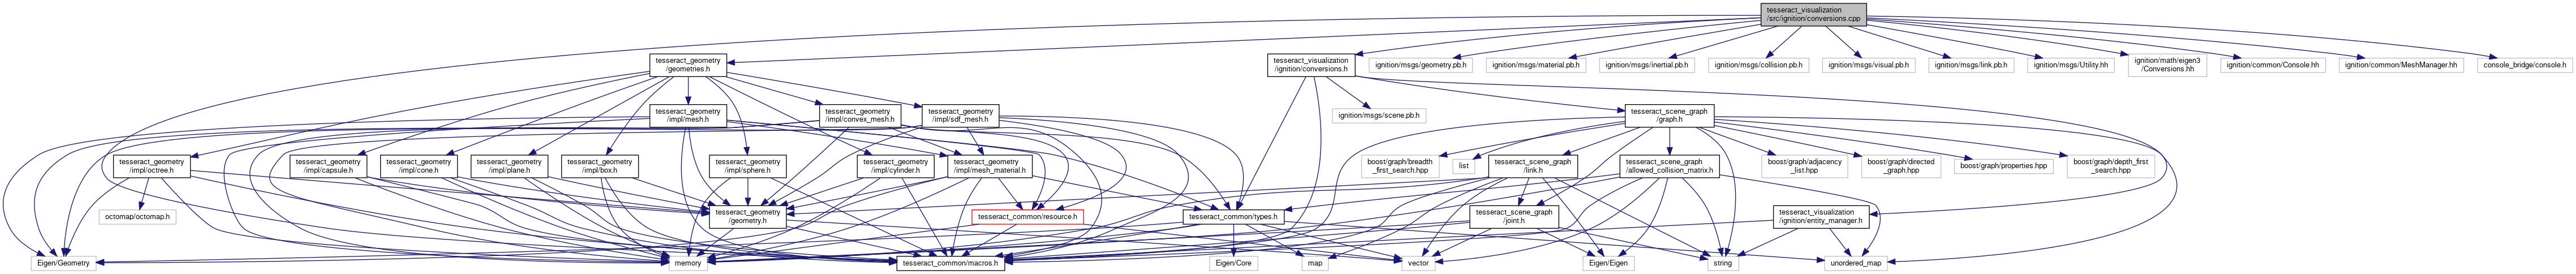 tesseract_visualization
/src/ignition/conversions.cpp
tesseract_geometry
/geometries.h
tesseract_visualization
/ignition/conversions.h
ignition/msgs/geometry.pb.h
ignition/msgs/material.pb.h
ignition/msgs/inertial.pb.h
ignition/msgs/collision.pb.h
ignition/msgs/visual.pb.h
ignition/msgs/link.pb.h
ignition/msgs/Utility.hh
ignition/math/eigen3
/Conversions.hh
ignition/common/Console.hh
ignition/common/MeshManager.hh
console_bridge/console.h
tesseract_geometry
/impl/mesh.h
tesseract_geometry
/impl/convex_mesh.h
tesseract_geometry
/impl/sdf_mesh.h
ignition/msgs/scene.pb.h
tesseract_scene_graph
/graph.h
tesseract_geometry
/impl/octree.h
tesseract_geometry
/impl/capsule.h
tesseract_geometry
/impl/cone.h
tesseract_geometry
/impl/plane.h
tesseract_geometry
/impl/box.h
tesseract_geometry
/impl/sphere.h
tesseract_geometry
/impl/cylinder.h
tesseract_geometry
/impl/mesh_material.h
boost/graph/breadth
_first_search.hpp
list
tesseract_scene_graph
/link.h
tesseract_scene_graph
/allowed_collision_matrix.h
boost/graph/adjacency
_list.hpp
boost/graph/directed
_graph.hpp
boost/graph/properties.hpp
boost/graph/depth_first
_search.hpp
octomap/octomap.h
tesseract_geometry
/geometry.h
tesseract_common/resource.h
tesseract_common/types.h
tesseract_scene_graph
/joint.h
tesseract_visualization
/ignition/entity_manager.h
Eigen/Geometry
memory
tesseract_common/macros.h
Eigen/Core
map
vector
Eigen/Eigen
string
unordered_map